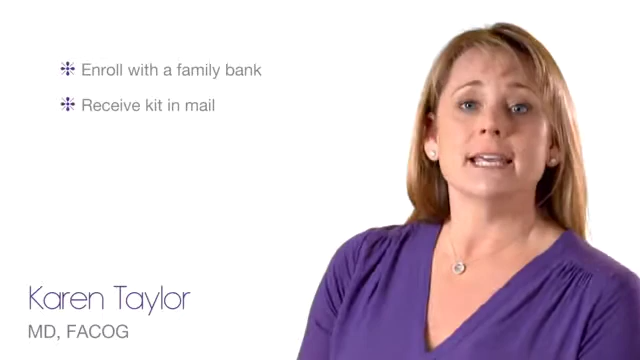 Enroll with a family bank
Receive kit in mail
Karen Taylor
MD, FACOG